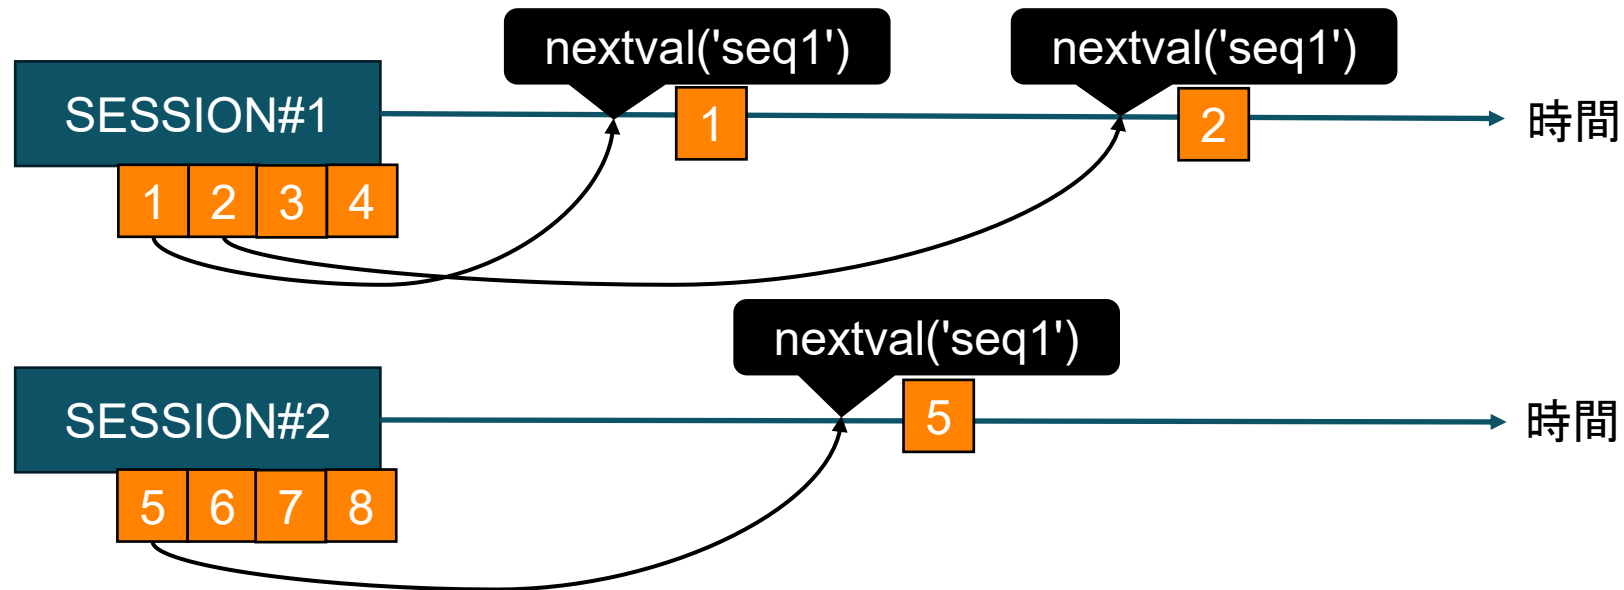 nextval('seq1')
nextval('seq1')
SESSION#1
1
2
時間
1 2 3 4
nextval('seq1')
SESSION#2
5
時間
5 6 7 8